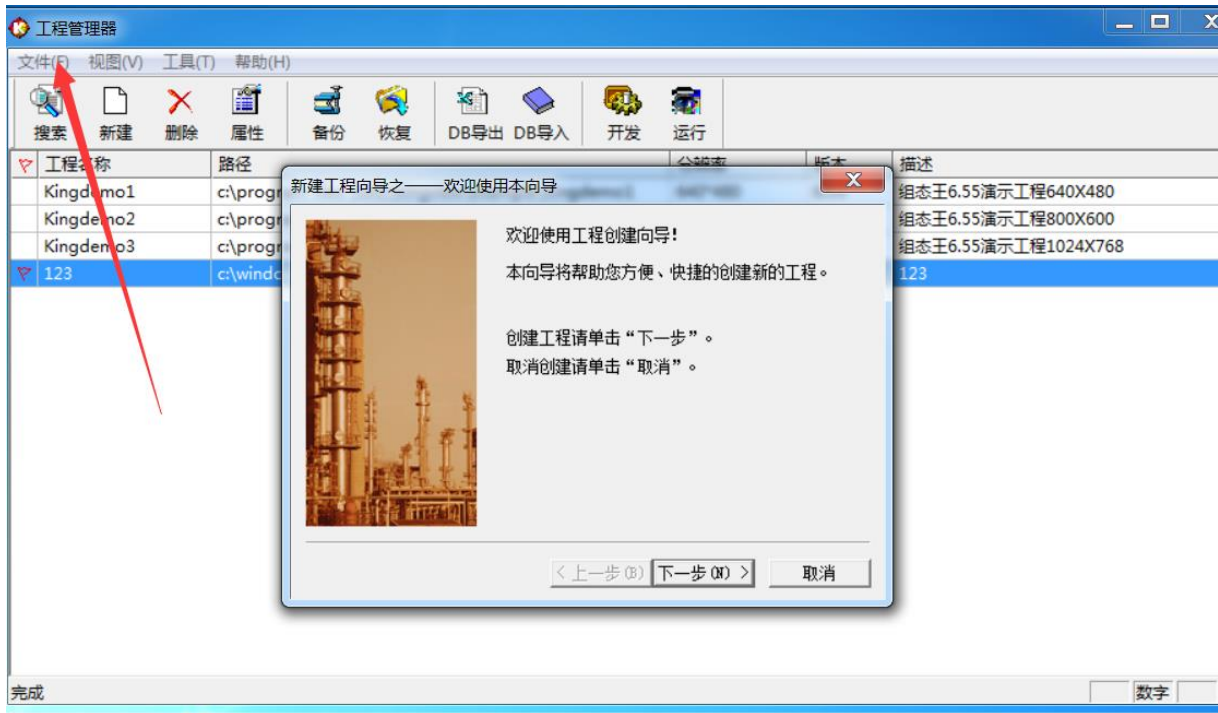 工程管理器
文件(F) 视图(V) 工具(T) 帮助(H)
搜索 新建 删除 属性 备份 恢复 DB导出 DB导入 开发 运行
工程名称 路径 分辨率 版本 描述
Kingdemo1 c:\progr 组态王6.55演示工程640X480
Kingdemo2 c:\progr 组态王6.55演示工程800X600
Kingdemo3 c:\progr 组态王6.55演示工程1024X768
123 c:\windo 123
新建工程向导之一——欢迎使用本向导
欢迎使用工程创建向导!
本向导将帮助您方便、快捷的创建新的工程。
创建工程请单击“下一步”。
取消创建请单击“取消”。
<上一步(B) 下一步(N) > 取消
完成 数字